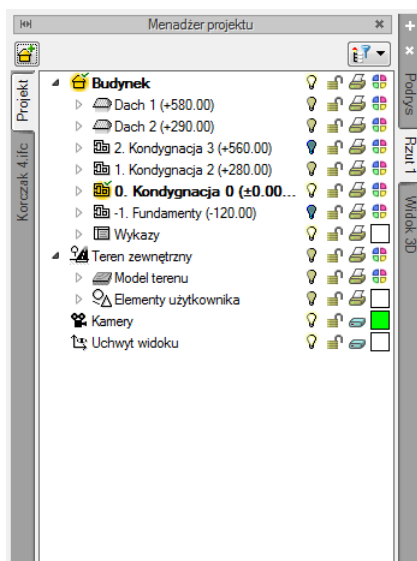 Menadżer projektu
Projekt
Korczak 4.ifc
Budynek
Dach 1 (+580.00)
Dach 2 (+290.00)
2. Kondygnacja 3 (+560.00)
1. Kondygnacja 2 (+280.00)
0. Kondygnacja 0 (±0.00...
-1. Fundamenty (-120.00)
Wykazy
Teren zewnętrzny
Model terenu
Elementy użytkownika
Kamery
Uchwyt widoku
Podrys
Rzut 1
Widok 3D